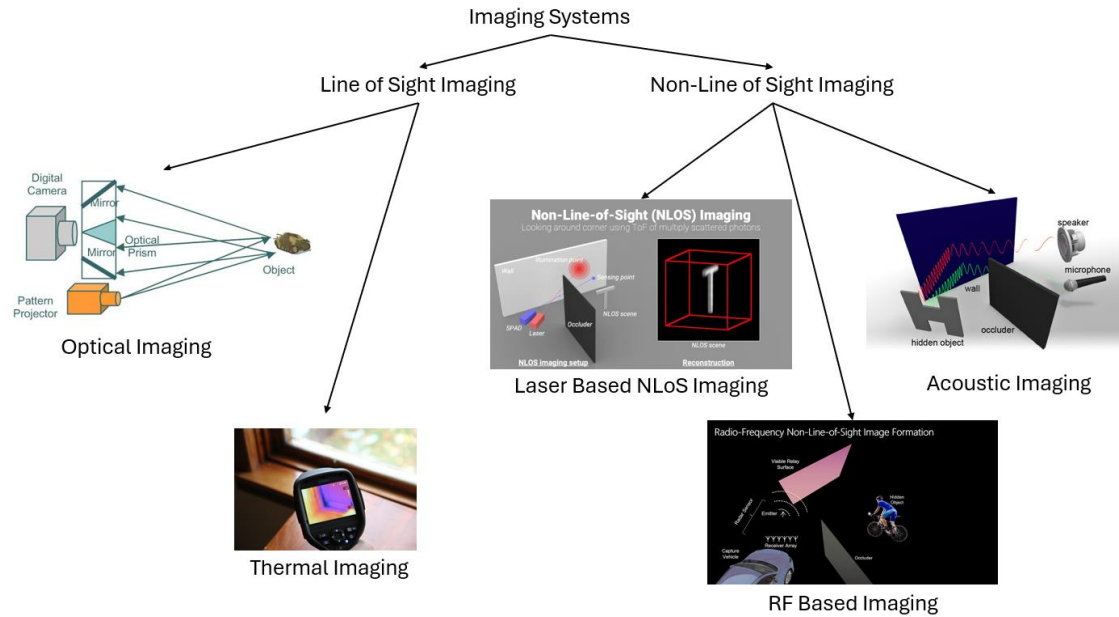 Imaging Systems
Line of Sight Imaging
Non-Line of Sight Imaging
Digital
Camera
Mirror
Optical
Prism
Mirror
Object
Pattern
Projector
Optical Imaging
Non-Line-of-Sight (NLOS) Imaging
Looking around corner using ToF of multiply scattered photons
Wall
Illumination point
Sensing point
NLOS scene
SPAD
Laser
Occluder
NLOS scene
NLOS imaging setup
Reconstruction
Laser Based NLoS Imaging
speaker
microphone
wall
occluder
hidden object
Acoustic Imaging
Thermal Imaging
Radio-Frequency Non-Line-of-Sight Image Formation
Visible Relay
Surface
Radar Sensor
Emitter
Hidden
Object
Receiver Array
Capture
Vehicle
Occluder
RF Based Imaging